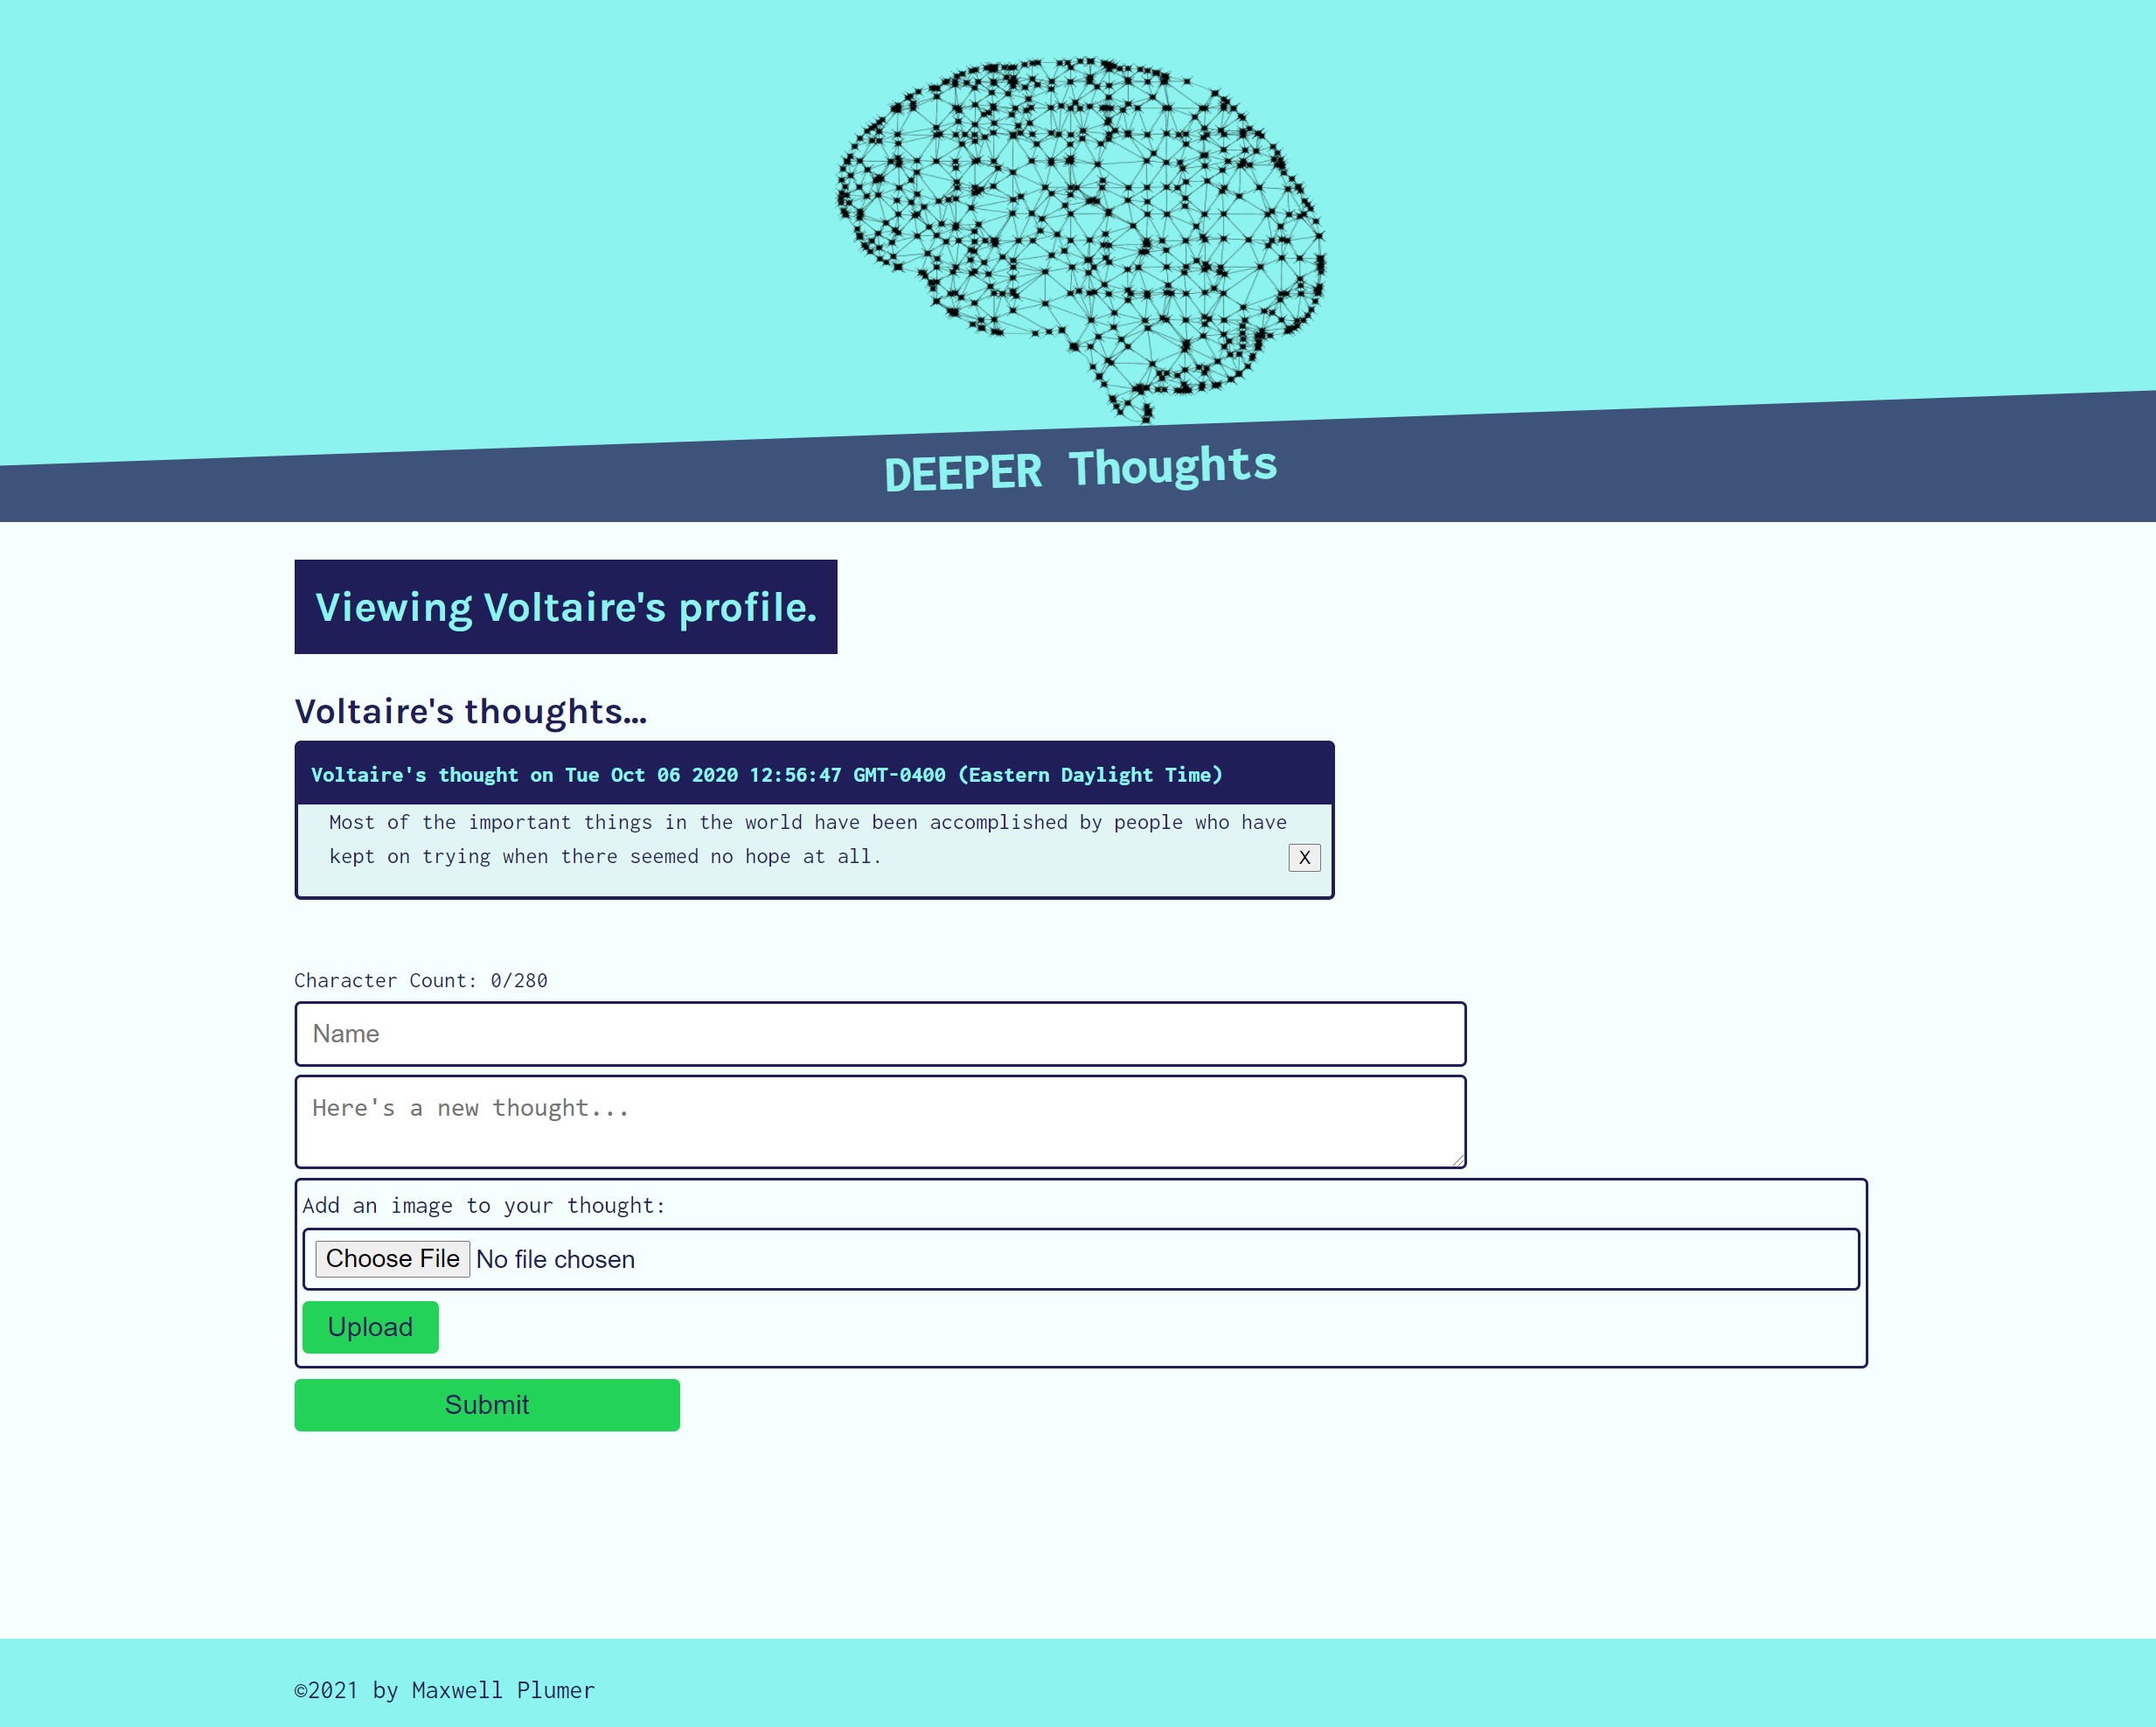 DEEPER Thoughts
Viewing Voltaire's profile.
Voltaire's thoughts...
Voltaire's thought on Tue Oct 06 2020 12:56:47 GMT-0400 (Eastern Daylight Time)
Most of the important things in the world have been accomplished by people who have
kept on trying when there seemed no hope at all.
X
Character Count: 0/280
Name
Here's a new thought...
Add an image to your thought:
Choose File No file chosen
Upload
Submit
©2021 by Maxwell Plumer